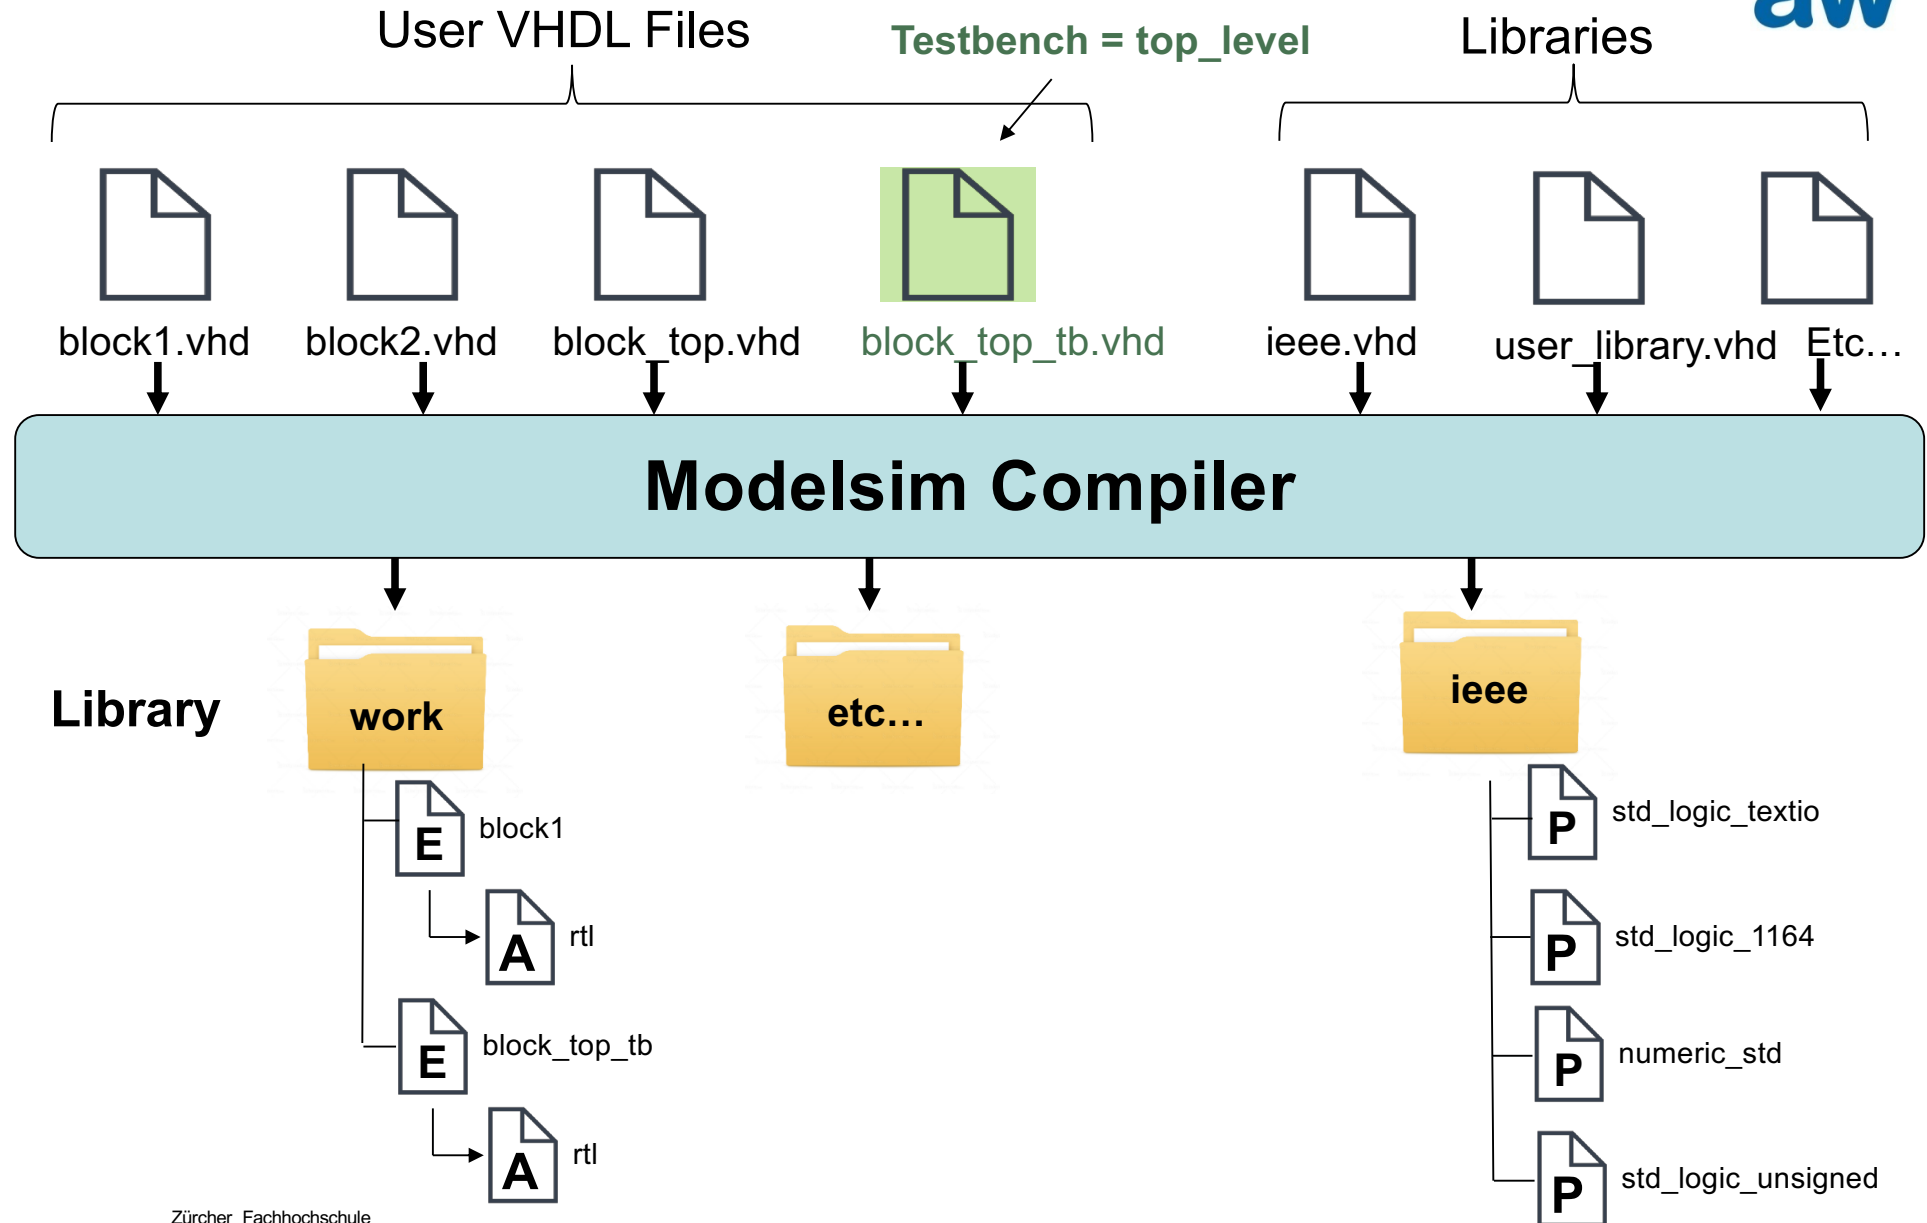 aw
User VHDL Files
Testbench = top_level
Libraries
block1.vhd
block2.vhd
block_top.vhd
block_top_tb.vhd
ieee.vhd
user_library.vhd
Etc…
Modelsim Compiler
Library
work
etc…
ieee
E
block1
A
rtl
E
block_top_tb
A
rtl
P
std_logic_textio
P
std_logic_1164
P
numeric_std
P
std_logic_unsigned
Zürcher Fachhochschule